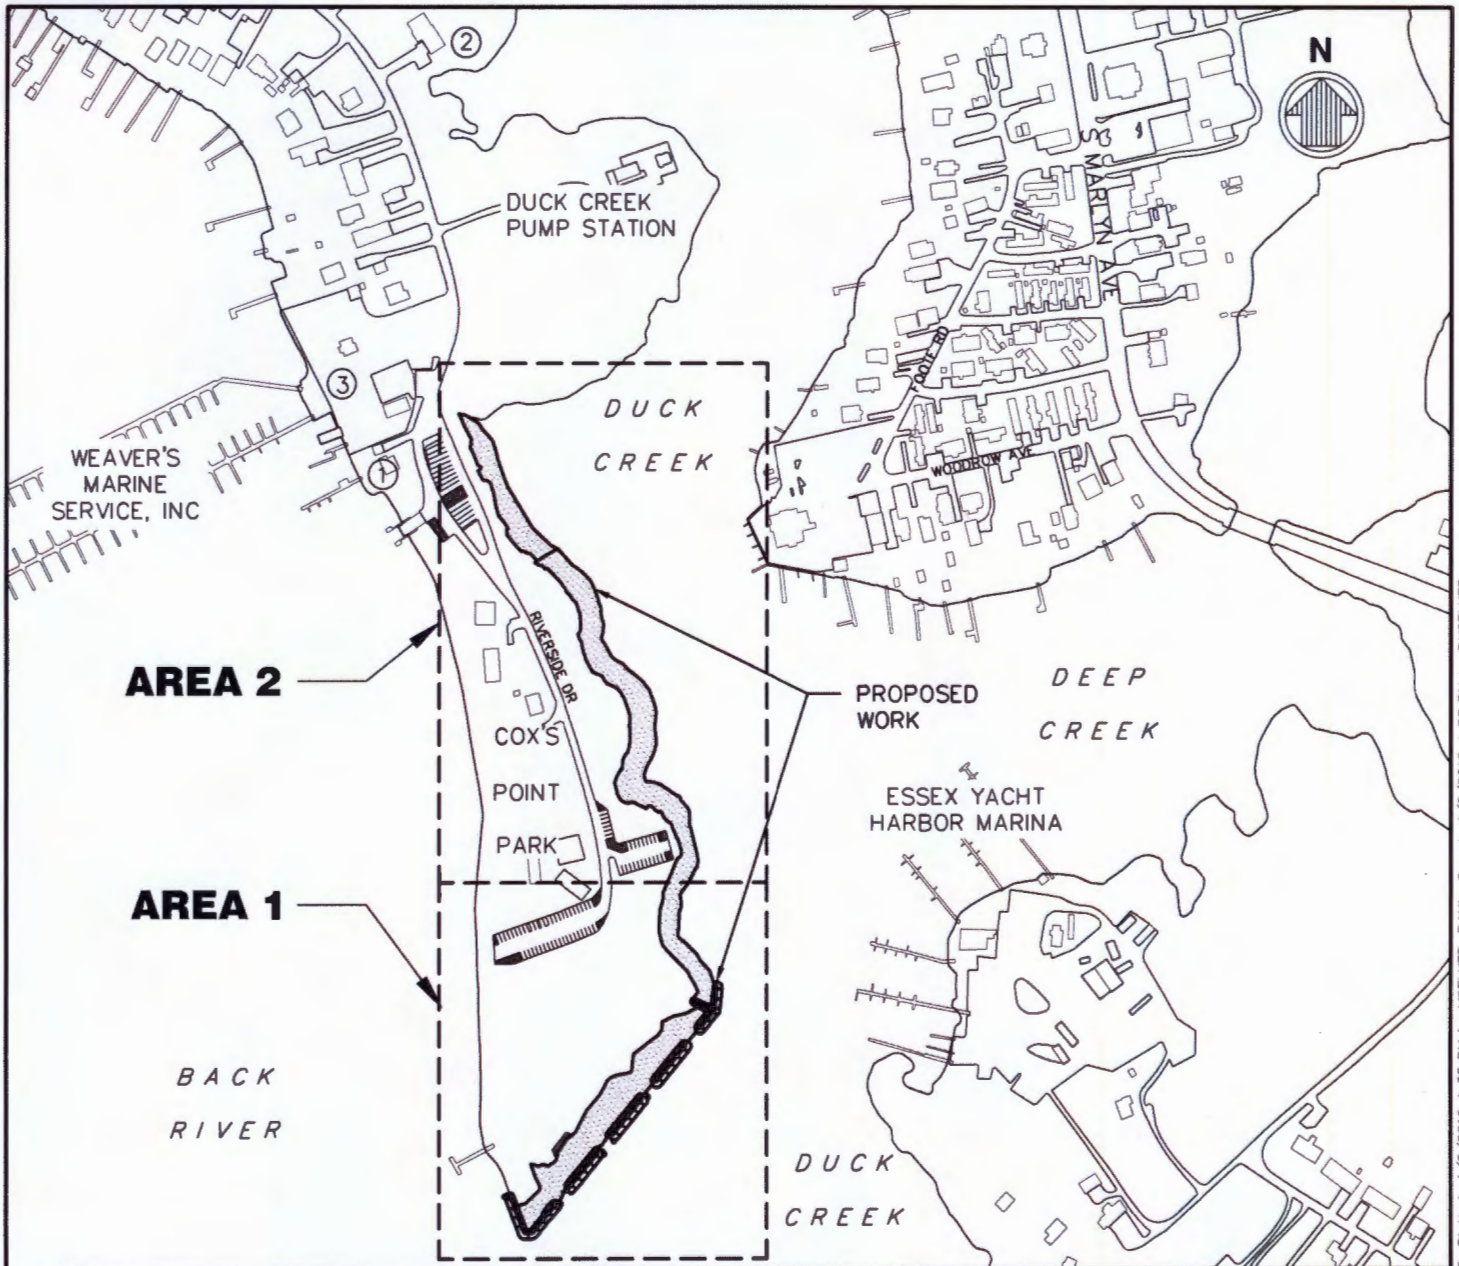 2
N
DUCK CREEK
PUMP STATION
S MARLYN AVE
3
DUCK
CREEK
FOOTE RD
WEAVER'S
MARINE
SERVICE, INC
1
WOODROW AVE
RIVERSIDE DR
AREA 2
PROPOSED
WORK
DEEP
CREEK
COX'S
POINT
PARK
ESSEX YACHT
HARBOR MARINA
AREA 1
BACK
RIVER
DUCK
CREEK